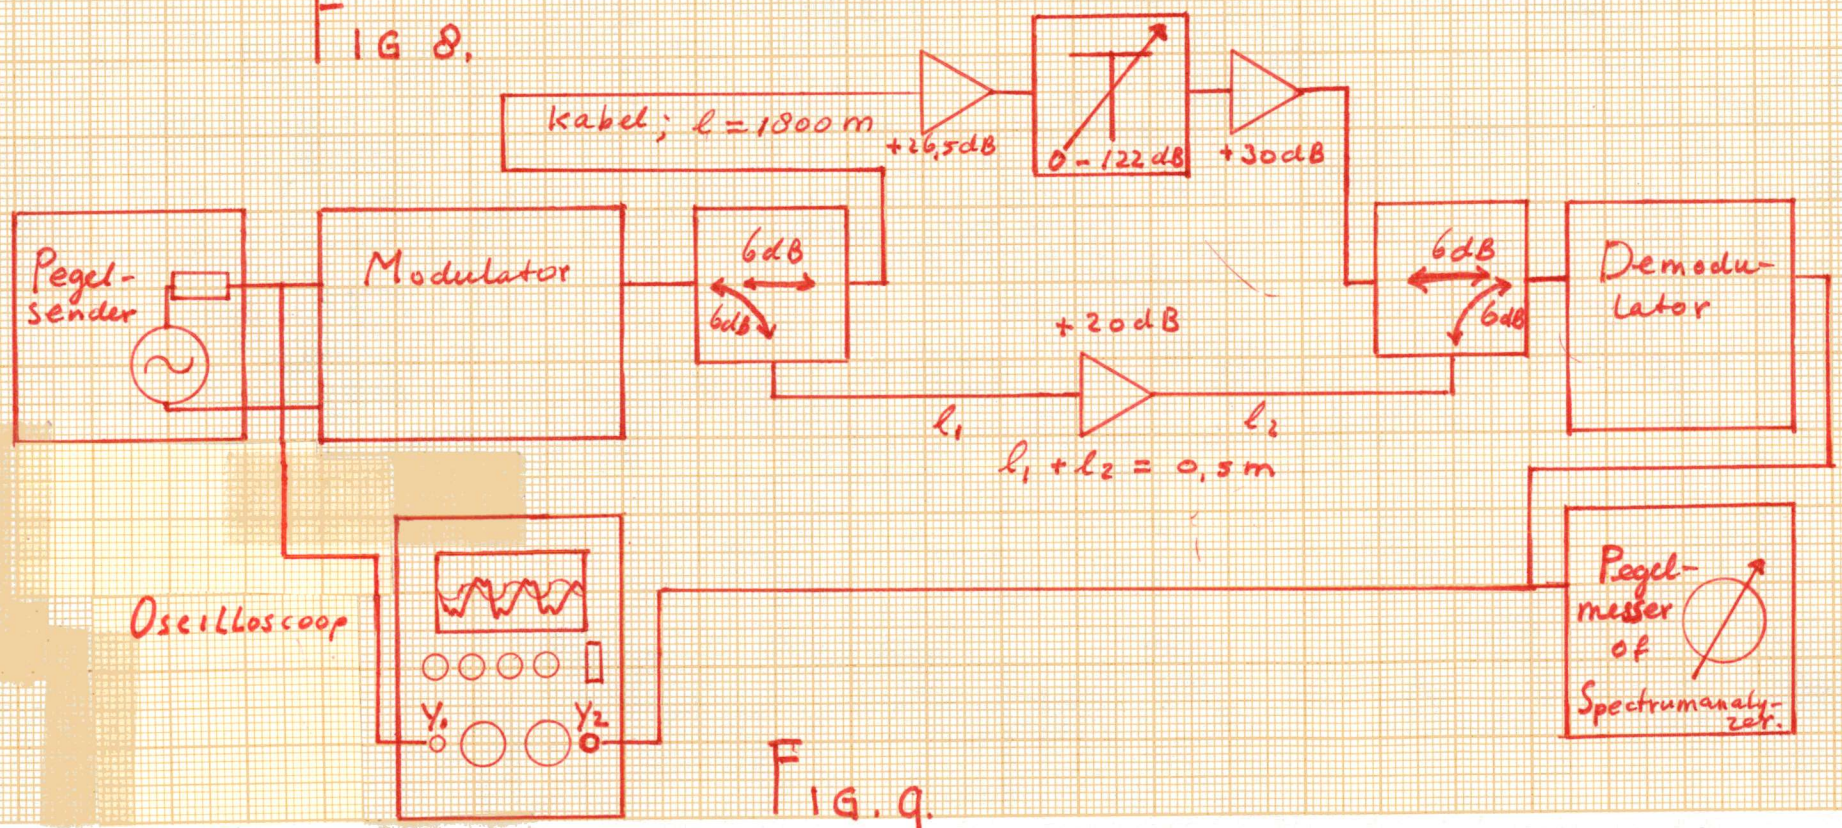 FIG 8.
kabel; l = 1800 m
+26,5dB
0 - 122 dB
+30dB
Pegel-
sender
Modulator
6dB
6dB
+20dB
l1
l2
l1 + l2 = 0,5m
6dB
6dB
Demodu-
lator
Oscilloscoop
Y1
Y2
Pegel-
messer
of
Spectrumanaly-
zer.
FIG. 9.